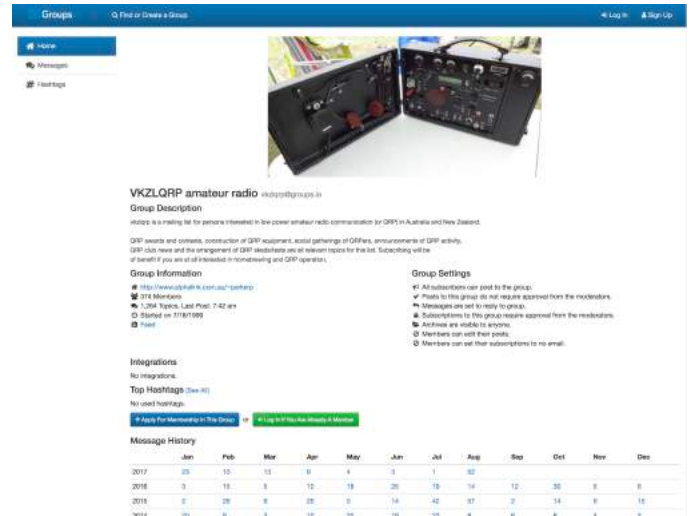 Groups
Find or Create a Group
Log In
Sign Up
Home
Messages
Hashtags
VKZLQRP amateur radio vkzlqrp@groups.io
Group Description
vkzlqrp is a mailing list for persons interested in low power amateur radio communication (or QRP) in Australia and New Zealand.
QRP awards and contests, construction of QRP equipment, social gatherings of QRPers, announcements of QRP activity,
QRP club news and the arrangement of QRP skeds/tests are all relevant topics for this list. Subscribing will be
of benefit if you are at all interested in homebrewing and QRP operation.
Group Information
374 Members
1,264 Topics, Last Post: 7:42 am
Started on 7/18/1999
Feed
Group Settings
All subscribers can post to the group.
Posts to this group do not require approval from the moderators.
Messages are set to reply to group.
Subscriptions to this group require approval from the moderators.
Archives are visible to anyone.
Members can edit their posts.
Members can set their subscriptions to no email.
Integrations
No integrations.
Top Hashtags (See All)
No used hashtags.
+ Apply For Membership In This Group or Log In If You Are Already A Member
Message History
Jan Feb Mar Apr May Jun Jul Aug Sep Oct Nov Dec
2017
2016
2015